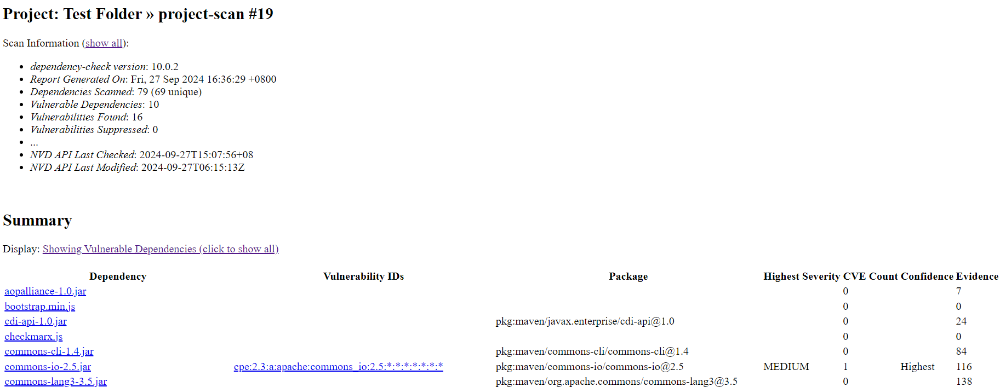 Project: Test Folder » project-scan #19
Scan Information (show all):
• dependency-check version: 10.0.2
• Report Generated On: Fri, 27 Sep 2024 16:36:29 +0800
• Dependencies Scanned: 79 (69 unique)
• Vulnerable Dependencies: 10
• Vulnerabilities Found: 16
• Vulnerabilities Suppressed: 0
• ...
• NVD API Last Checked: 2024-09-27T15:07:56+08
• NVD API Last Modified: 2024-09-27T06:15:13Z
Summary
Display: Showing Vulnerable Dependencies (click to show all)
Dependency Vulnerability IDs Package Highest Severity CVE Count Confidence Evidence
aopalliance-1.0.jar 0 7
bootstrap.min.js 0 0
cdi-api-1.0.jar pkg:maven/javax.enterprise/cdi-api@1.0 0 24
checkmarx.js 0 0
commons-cli-1.4.jar pkg:maven/commons-cli/commons-cli@1.4 0 84
commons-io-2.5.jar cpe:2.3:a:apache:commons_io:2.5:*:*:*:*:*:*:* pkg:maven/commons-io/commons-io@2.5 MEDIUM 1 Highest 116
commons-lang3-3.5.jar pkg:maven/org.apache.commons/commons-lang3@3.5 0 138